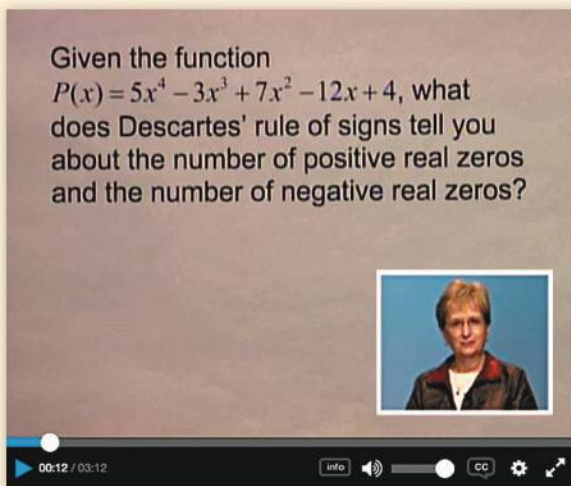 Given the function
P(x) = 5x⁴ − 3x³ + 7x² − 12x + 4, what
does Descartes' rule of signs tell you
about the number of positive real zeros
and the number of negative real zeros?
00:12 / 03:12 info CC